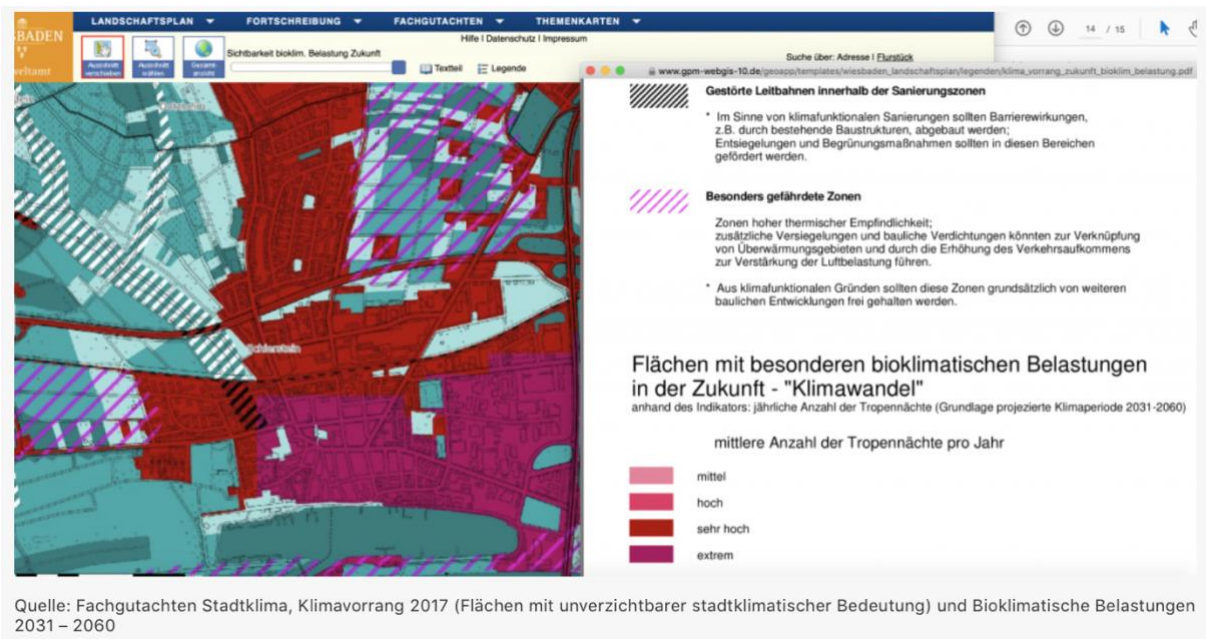 LANDSCHAFTSPLAN FORTSCHREIBUNG FACHGUTACHTEN THEMENKARTEN
14 / 15
BADEN
Hilfe I Datenschutz I Impressum
Sichtbarkeit bioklim. Belastung Zukunft
Suche über: Adresse I Flurstück
Ausschnitt verschieben
Ausschnitt wählen
Gesamtansicht
Textteil Legende
www.gpm-webgis-10.de/geoapp/templates/wiesbaden_landschaftsplan/legenden/klima_vorrang_zukunft_bioklim_belastung.pdf
Schierstein
Gestörte Leitbahnen innerhalb der Sanierungszonen
* Im Sinne von klimafunktionalen Sanierungen sollten Barrierewirkungen,
z.B. durch bestehende Baustrukturen, abgebaut werden;
Entsiegelungen und Begrünungsmaßnahmen sollten in diesen Bereichen
gefördert werden.
Besonders gefährdete Zonen
Zonen hoher thermischer Empfindlichkeit;
zusätzliche Versiegelungen und bauliche Verdichtungen könnten zur Verknüpfung
von Überwärmungsgebieten und durch die Erhöhung des Verkehrsaufkommens
zur Verstärkung der Luftbelastung führen.
* Aus klimafunktionalen Gründen sollten diese Zonen grundsätzlich von weiteren
baulichen Entwicklungen frei gehalten werden.
Flächen mit besonderen bioklimatischen Belastungen
in der Zukunft - "Klimawandel"
anhand des Indikators: jährliche Anzahl der Tropennächte (Grundlage projezierte Klimaperiode 2031-2060)
mittlere Anzahl der Tropennächte pro Jahr
mittel
hoch
sehr hoch
extrem
Quelle: Fachgutachten Stadtklima, Klimavorrang 2017 (Flächen mit unverzichtbarer stadtklimatischer Bedeutung) und Bioklimatische Belastungen
2031 – 2060